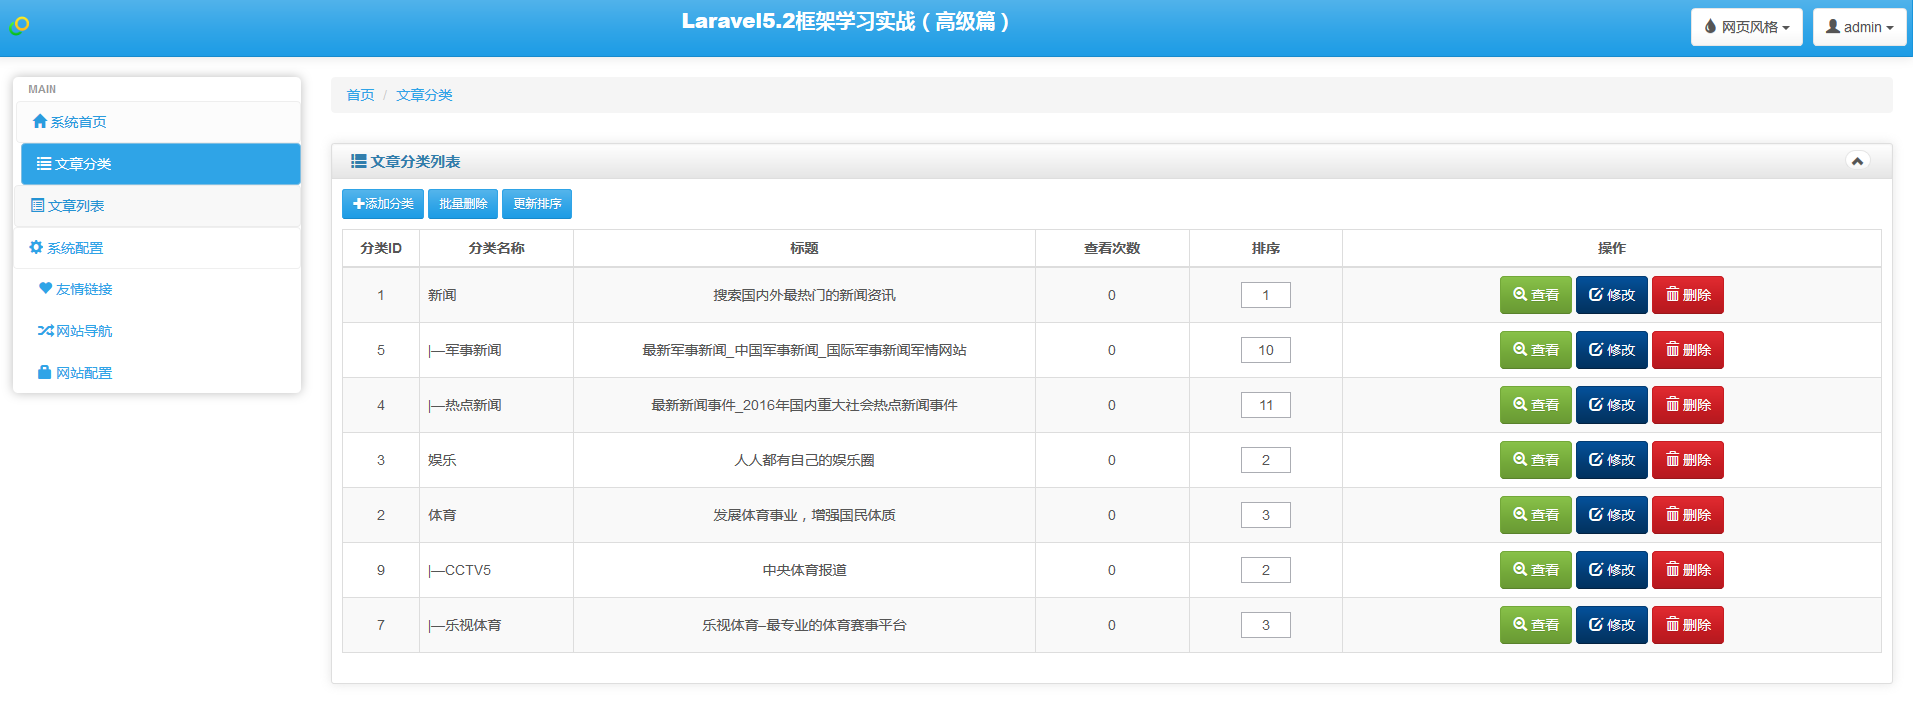 Laravel5.2框架学习实战（高级篇）
网页风格
admin
MAIN
系统首页
文章分类
文章列表
系统配置
友情链接
网站导航
网站配置
首页 / 文章分类
文章分类列表
添加分类 批量删除 更新排序
分类ID 分类名称 标题 查看次数 排序 操作
1 新闻 搜索国内外最热门的新闻资讯 0 1 查看 修改 删除
5 |—军事新闻 最新军事新闻_中国军事新闻_国际军事新闻军情网站 0 10 查看 修改 删除
4 |—热点新闻 最新新闻事件_2016年国内重大社会热点新闻事件 0 11 查看 修改 删除
3 娱乐 人人都有自己的娱乐圈 0 2 查看 修改 删除
2 体育 发展体育事业，增强国民体质 0 3 查看 修改 删除
9 |—CCTV5 中央体育报道 0 2 查看 修改 删除
7 |—乐视体育 乐视体育–最专业的体育赛事平台 0 3 查看 修改 删除